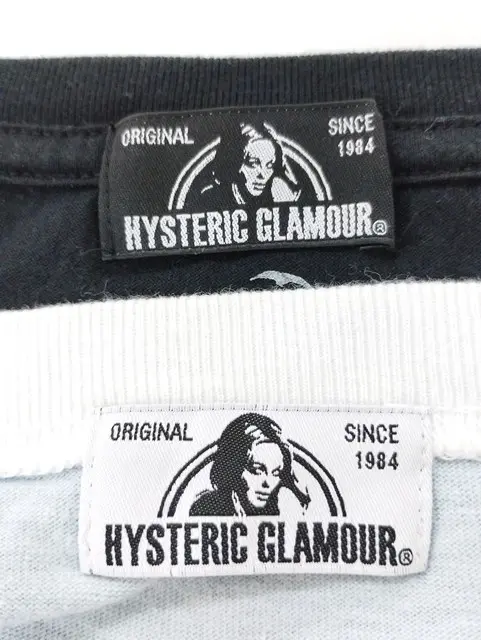 ORIGINAL
SINCE
1984
HYSTERIC GLAMOUR®
ORIGINAL
SINCE
1984
HYSTERIC GLAMOUR®